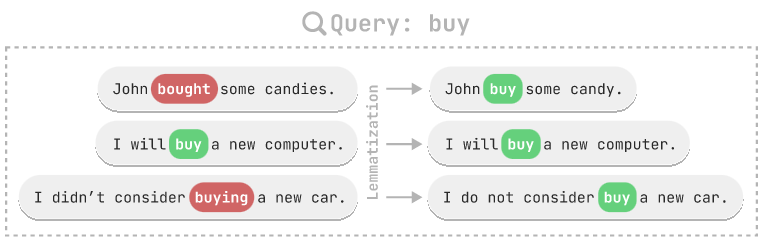 Query: buy
John bought some candies.
John buy some candy.
I will buy a new computer.
I will buy a new computer.
I didn’t consider buying a new car.
I do not consider buy a new car.
Lemmatization